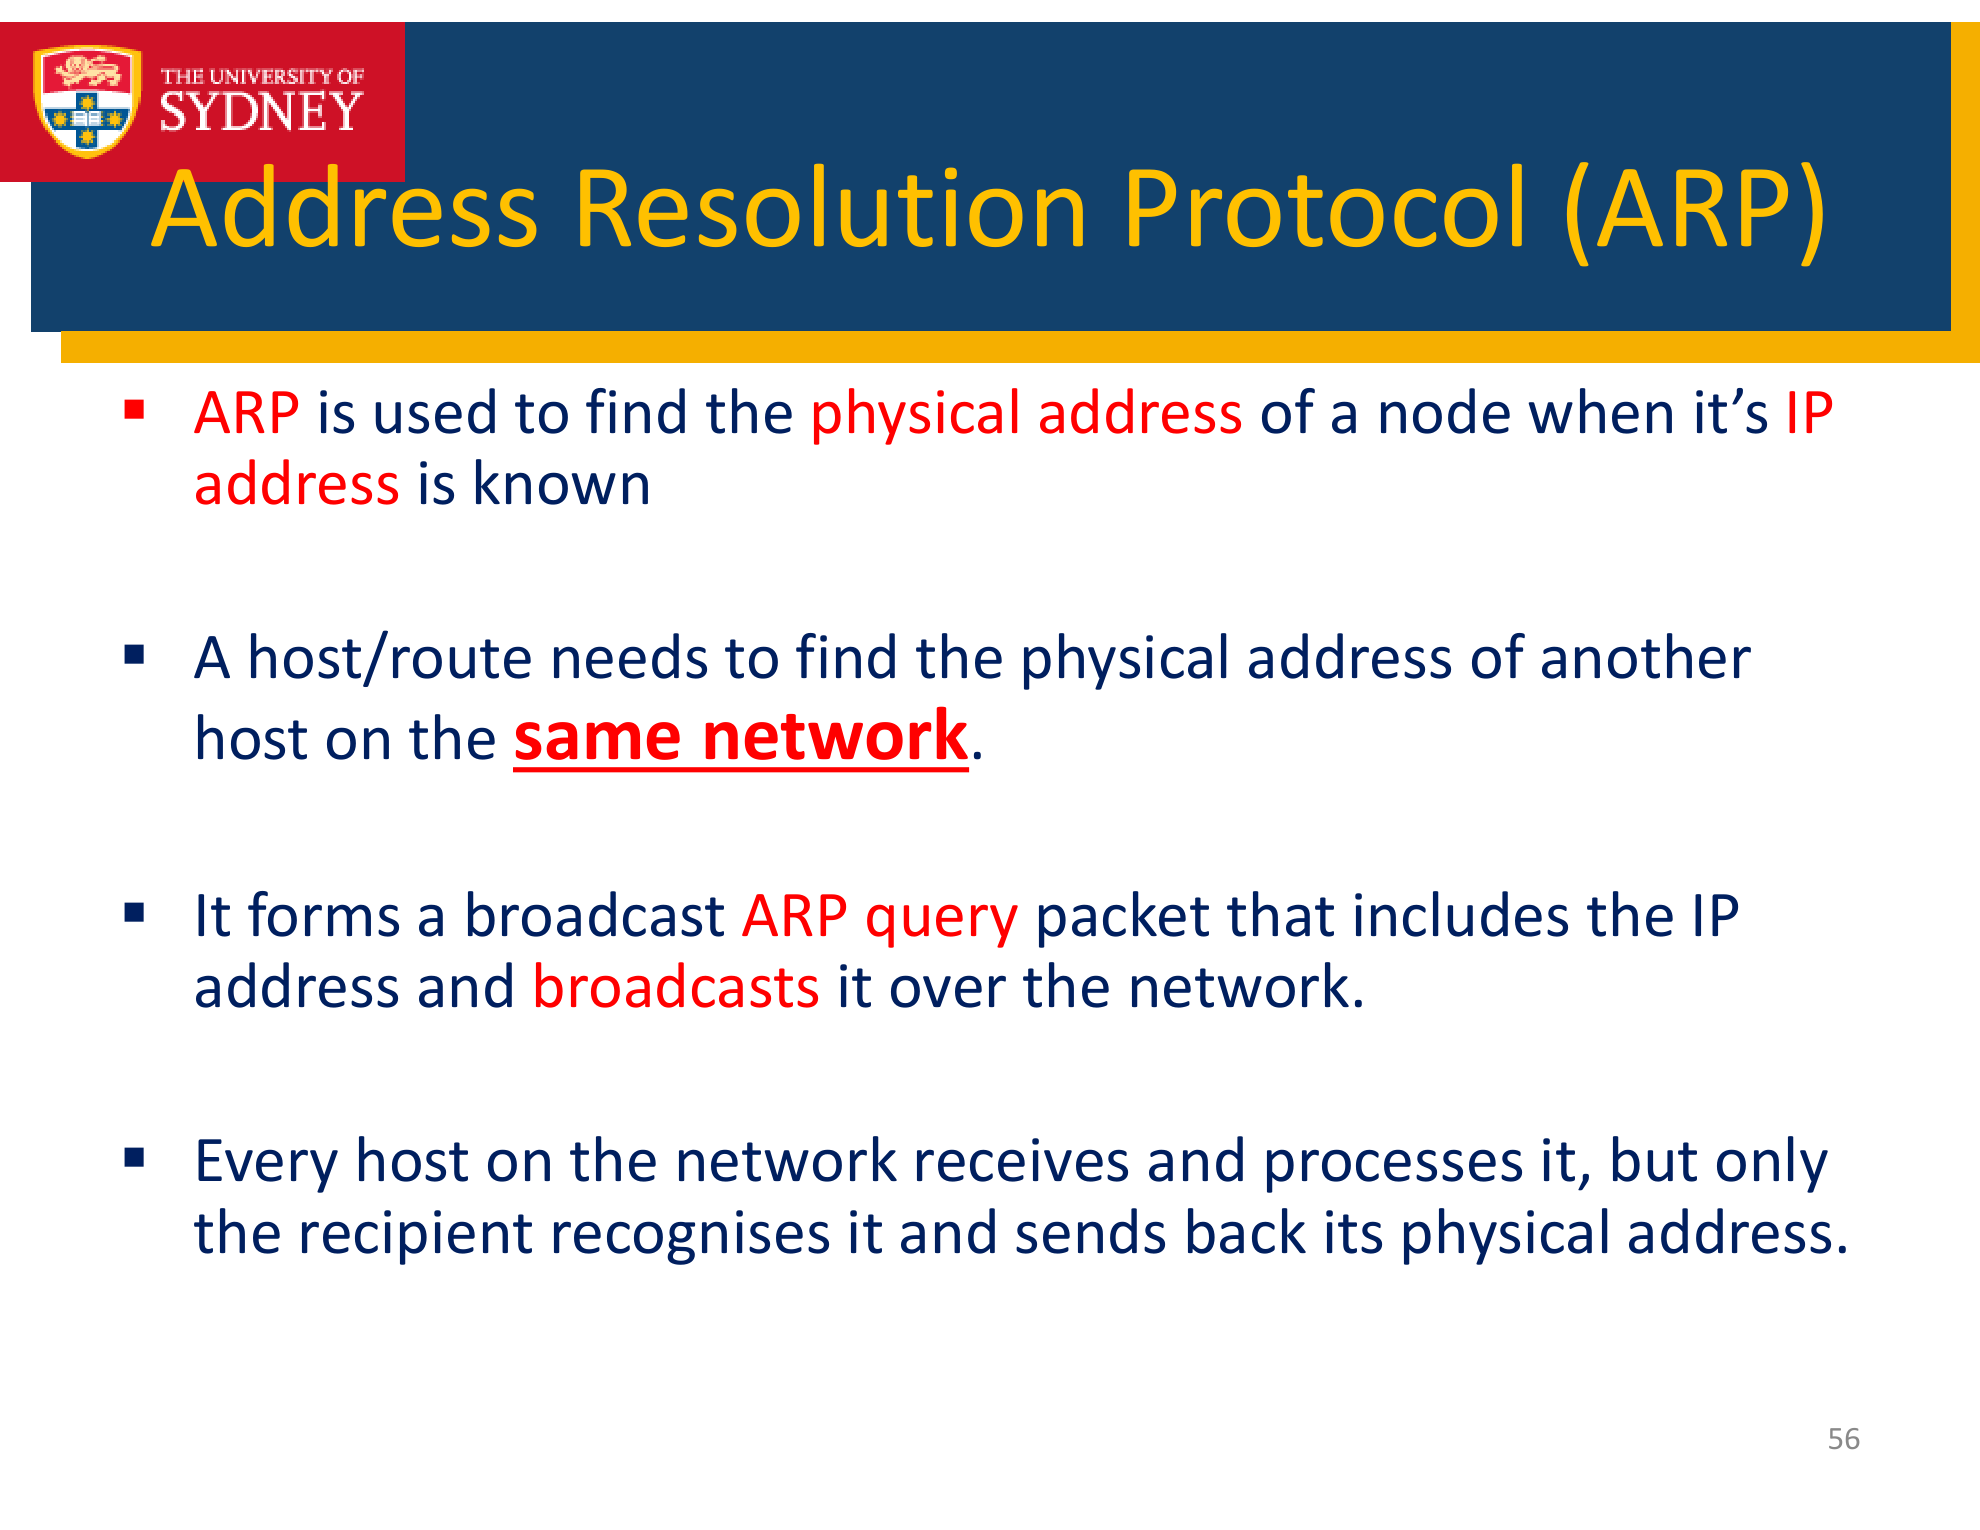 THE UNIVERSITY OF
SYDNEY
Address Resolution Protocol (ARP)
▪ ARP is used to find the physical address of a node when it’s IP
address is known
▪ A host/route needs to find the physical address of another
host on the same network.
▪ It forms a broadcast ARP query packet that includes the IP
address and broadcasts it over the network.
▪ Every host on the network receives and processes it, but only
the recipient recognises it and sends back its physical address.
56